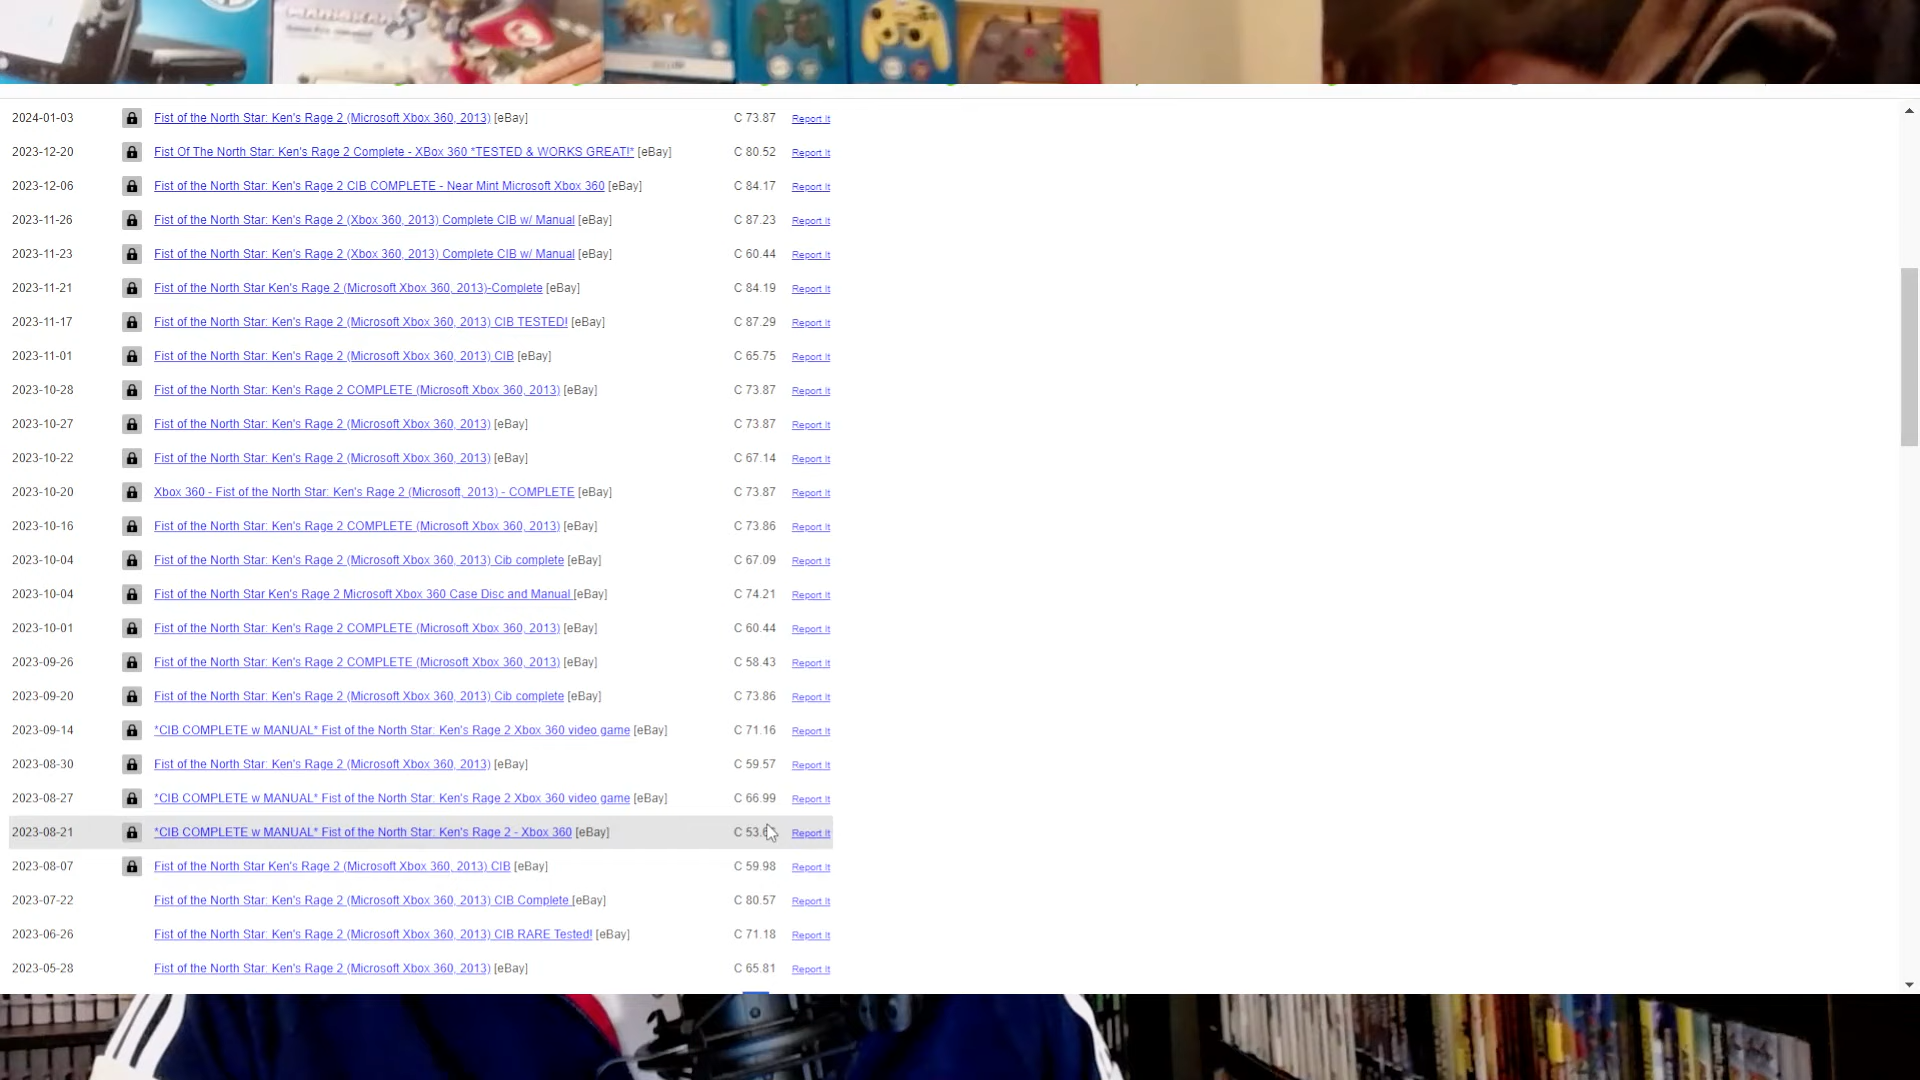 2024-01-03 Fist of the North Star: Ken's Rage 2 (Microsoft Xbox 360, 2013) [eBay] C 73.87 Report It
2023-12-20 Fist Of The North Star: Ken's Rage 2 Complete - XBox 360 *TESTED & WORKS GREAT!* [eBay] C 80.52 Report It
2023-12-06 Fist of the North Star: Ken's Rage 2 CIB COMPLETE - Near Mint Microsoft Xbox 360 [eBay] C 84.17 Report It
2023-11-26 Fist of the North Star: Ken's Rage 2 (Xbox 360, 2013) Complete CIB w/ Manual [eBay] C 87.23 Report It
2023-11-23 Fist of the North Star: Ken's Rage 2 (Xbox 360, 2013) Complete CIB w/ Manual [eBay] C 60.44 Report It
2023-11-21 Fist of the North Star Ken's Rage 2 (Microsoft Xbox 360, 2013)-Complete [eBay] C 84.19 Report It
2023-11-17 Fist of the North Star: Ken's Rage 2 (Microsoft Xbox 360, 2013) CIB TESTED! [eBay] C 87.29 Report It
2023-11-01 Fist of the North Star: Ken's Rage 2 (Microsoft Xbox 360, 2013) CIB [eBay] C 65.75 Report It
2023-10-28 Fist of the North Star: Ken's Rage 2 COMPLETE (Microsoft Xbox 360, 2013) [eBay] C 73.87 Report It
2023-10-27 Fist of the North Star: Ken's Rage 2 (Microsoft Xbox 360, 2013) [eBay] C 73.87 Report It
2023-10-22 Fist of the North Star: Ken's Rage 2 (Microsoft Xbox 360, 2013) [eBay] C 67.14 Report It
2023-10-20 Xbox 360 - Fist of the North Star: Ken's Rage 2 (Microsoft, 2013) - COMPLETE [eBay] C 73.87 Report It
2023-10-16 Fist of the North Star: Ken's Rage 2 COMPLETE (Microsoft Xbox 360, 2013) [eBay] C 73.86 Report It
2023-10-04 Fist of the North Star: Ken's Rage 2 (Microsoft Xbox 360, 2013) Cib complete [eBay] C 67.09 Report It
2023-10-04 Fist of the North Star Ken's Rage 2 Microsoft Xbox 360 Case Disc and Manual [eBay] C 74.21 Report It
2023-10-01 Fist of the North Star: Ken's Rage 2 COMPLETE (Microsoft Xbox 360, 2013) [eBay] C 60.44 Report It
2023-09-26 Fist of the North Star: Ken's Rage 2 COMPLETE (Microsoft Xbox 360, 2013) [eBay] C 58.43 Report It
2023-09-20 Fist of the North Star: Ken's Rage 2 (Microsoft Xbox 360, 2013) Cib complete [eBay] C 73.86 Report It
2023-09-14 *CIB COMPLETE w MANUAL* Fist of the North Star: Ken's Rage 2 Xbox 360 video game [eBay] C 71.16 Report It
2023-08-30 Fist of the North Star: Ken's Rage 2 (Microsoft Xbox 360, 2013) [eBay] C 59.57 Report It
2023-08-27 *CIB COMPLETE w MANUAL* Fist of the North Star: Ken's Rage 2 Xbox 360 video game [eBay] C 66.99 Report It
2023-08-21 *CIB COMPLETE w MANUAL* Fist of the North Star: Ken's Rage 2 - Xbox 360 [eBay] C Report It
2023-08-07 Fist of the North Star Ken's Rage 2 (Microsoft Xbox 360, 2013) CIB [eBay] C 59.98 Report It
2023-07-22 Fist of the North Star: Ken's Rage 2 (Microsoft Xbox 360, 2013) CIB Complete [eBay] C 80.57 Report It
2023-06-26 Fist of the North Star: Ken's Rage 2 (Microsoft Xbox 360, 2013) CIB RARE Tested! [eBay] C 71.18 Report It
2023-05-28 Fist of the North Star: Ken's Rage 2 (Microsoft Xbox 360, 2013) [eBay] C 65.81 Report It